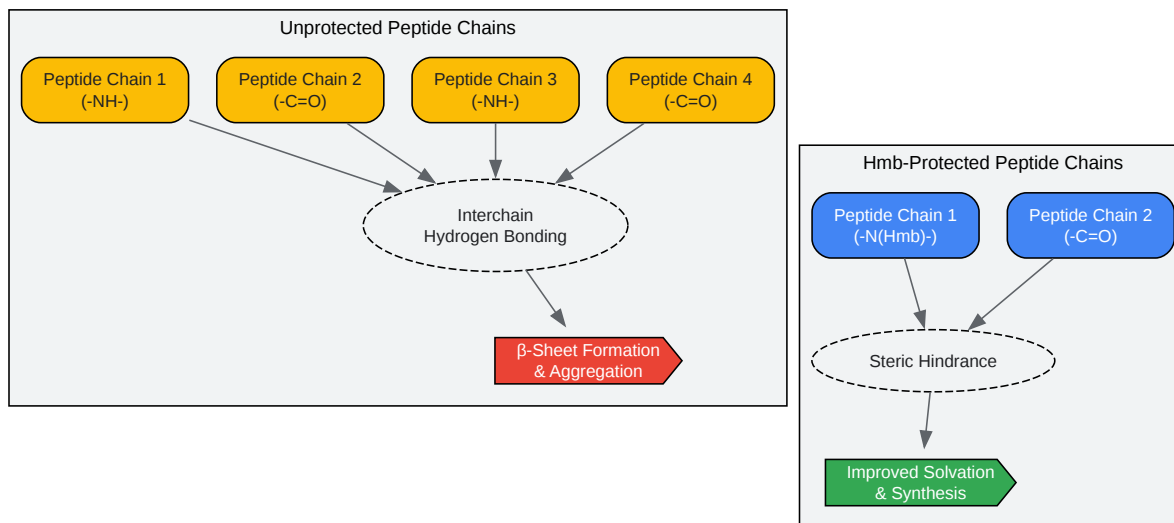 Unprotected Peptide Chains
Peptide Chain 1
(-NH-)
Peptide Chain 2
(-C=O)
Peptide Chain 3
(-NH-)
Peptide Chain 4
(-C=O)
Interchain
Hydrogen Bonding
β-Sheet Formation
& Aggregation
Hmb-Protected Peptide Chains
Peptide Chain 1
(-N(Hmb)-)
Peptide Chain 2
(-C=O)
Steric Hindrance
Improved Solvation
& Synthesis